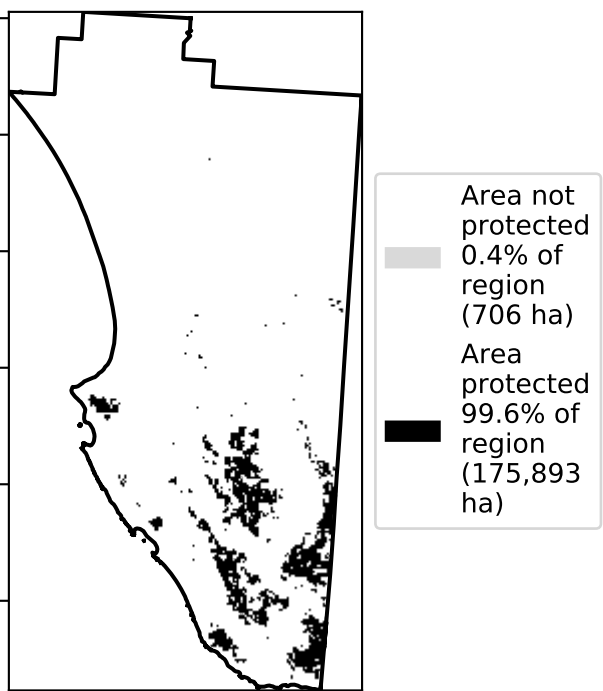 Area not
protected
0.4% of
region
(706 ha)
Area
protected
99.6% of
region
(175,893
ha)